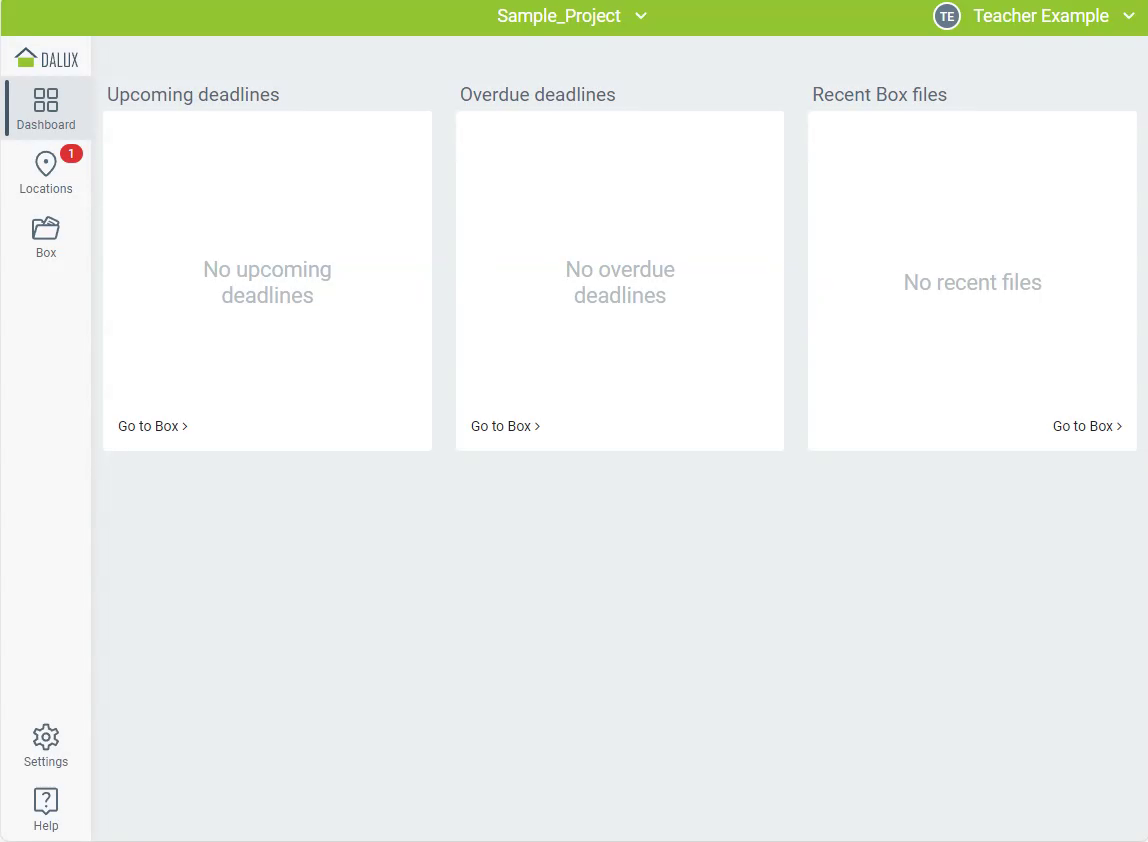 Sample_Project
TE Teacher Example
DALUX
Dashboard
1
Locations
Box
Settings
Help
Upcoming deadlines
No upcoming
deadlines
Go to Box >
Overdue deadlines
No overdue
deadlines
Go to Box >
Recent Box files
No recent files
Go to Box >